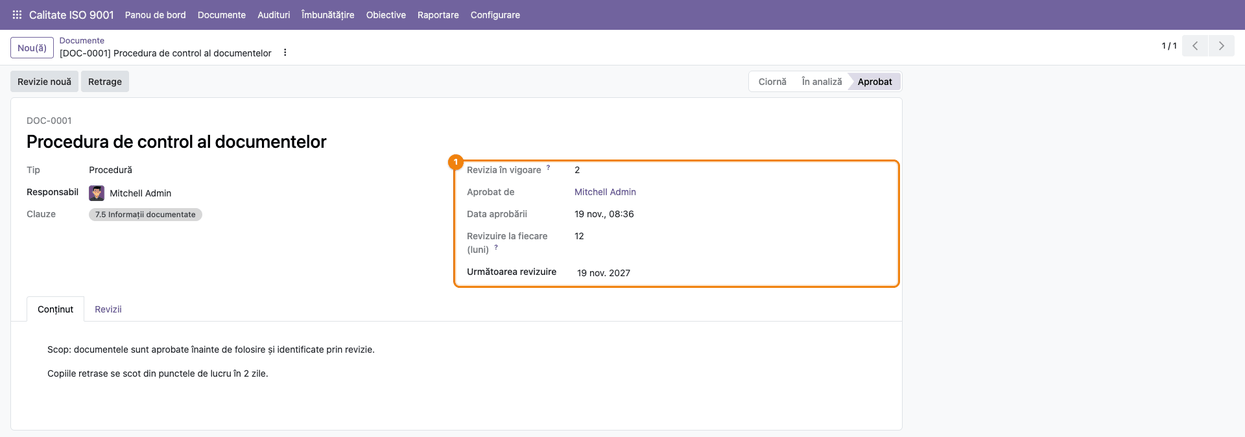 Calitate ISO 9001 Panou de bord Documente Audituri Îmbunătățire Obiective Raportare Configurare
Nou(ă) Documente
[DOC-0001] Procedura de control al documentelor
1 / 1
Revizie nouă Retrage Ciornă În analiză Aprobat
DOC-0001
Procedura de control al documentelor
1
Tip Procedură
Responsabil Mitchell Admin
Clauze 7.5 Informații documentate
Revizia în vigoare ? 2
Aprobat de Mitchell Admin
Data aprobării 19 nov., 08:36
Revizuire la fiecare 12
(luni) ?
Următoarea revizuire 19 nov. 2027
Conținut Revizii
Scop: documentele sunt aprobate înainte de folosire și identificate prin revizie.
Copiile retrase se scot din punctele de lucru în 2 zile.